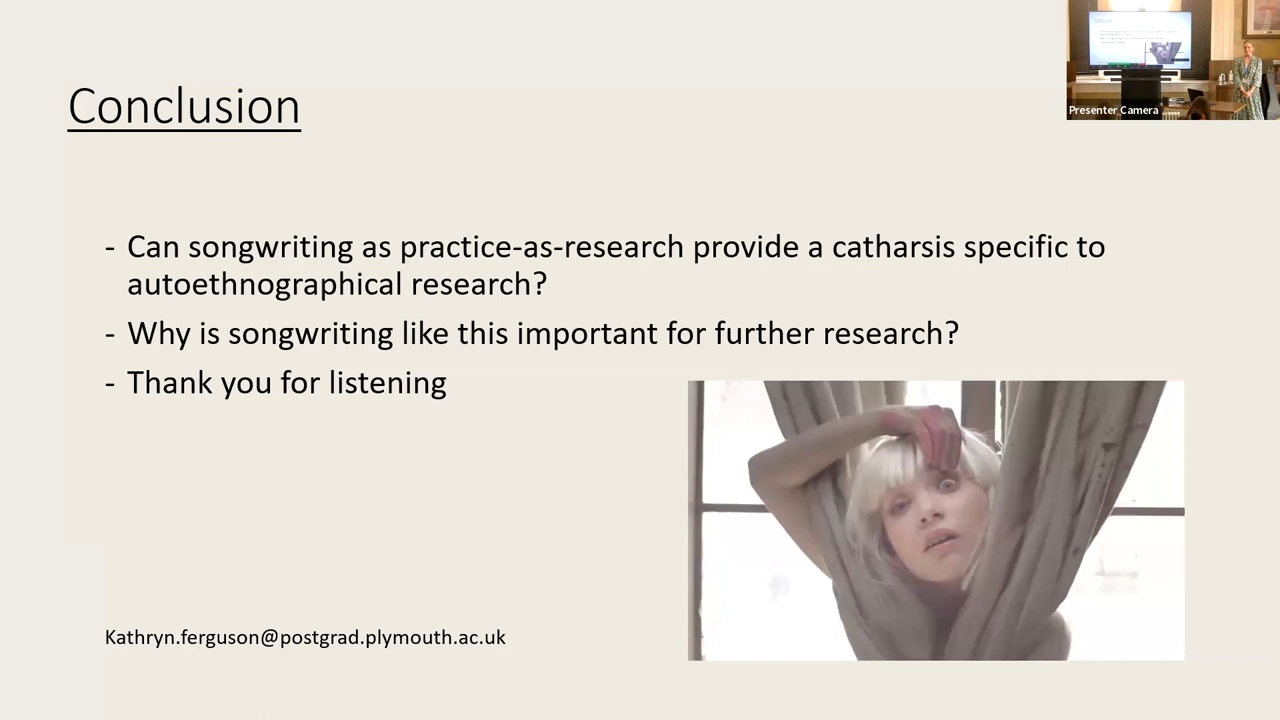 Conclusion
Presenter Camera
- Can songwriting as practice-as-research provide a catharsis specific to
autoethnographical research?
- Why is songwriting like this important for further research?
- Thank you for listening
Kathryn.ferguson@postgrad.plymouth.ac.uk